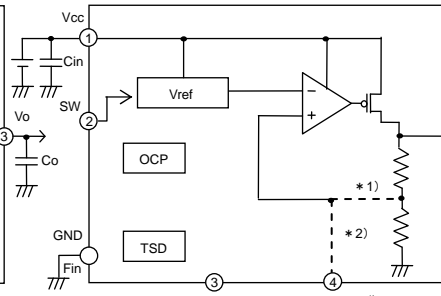 Vcc
1
Cin
SW
2
Vref
−
+
Vo
3
Co
OCP
*1)
*2)
GND
Fin
TSD
3
4